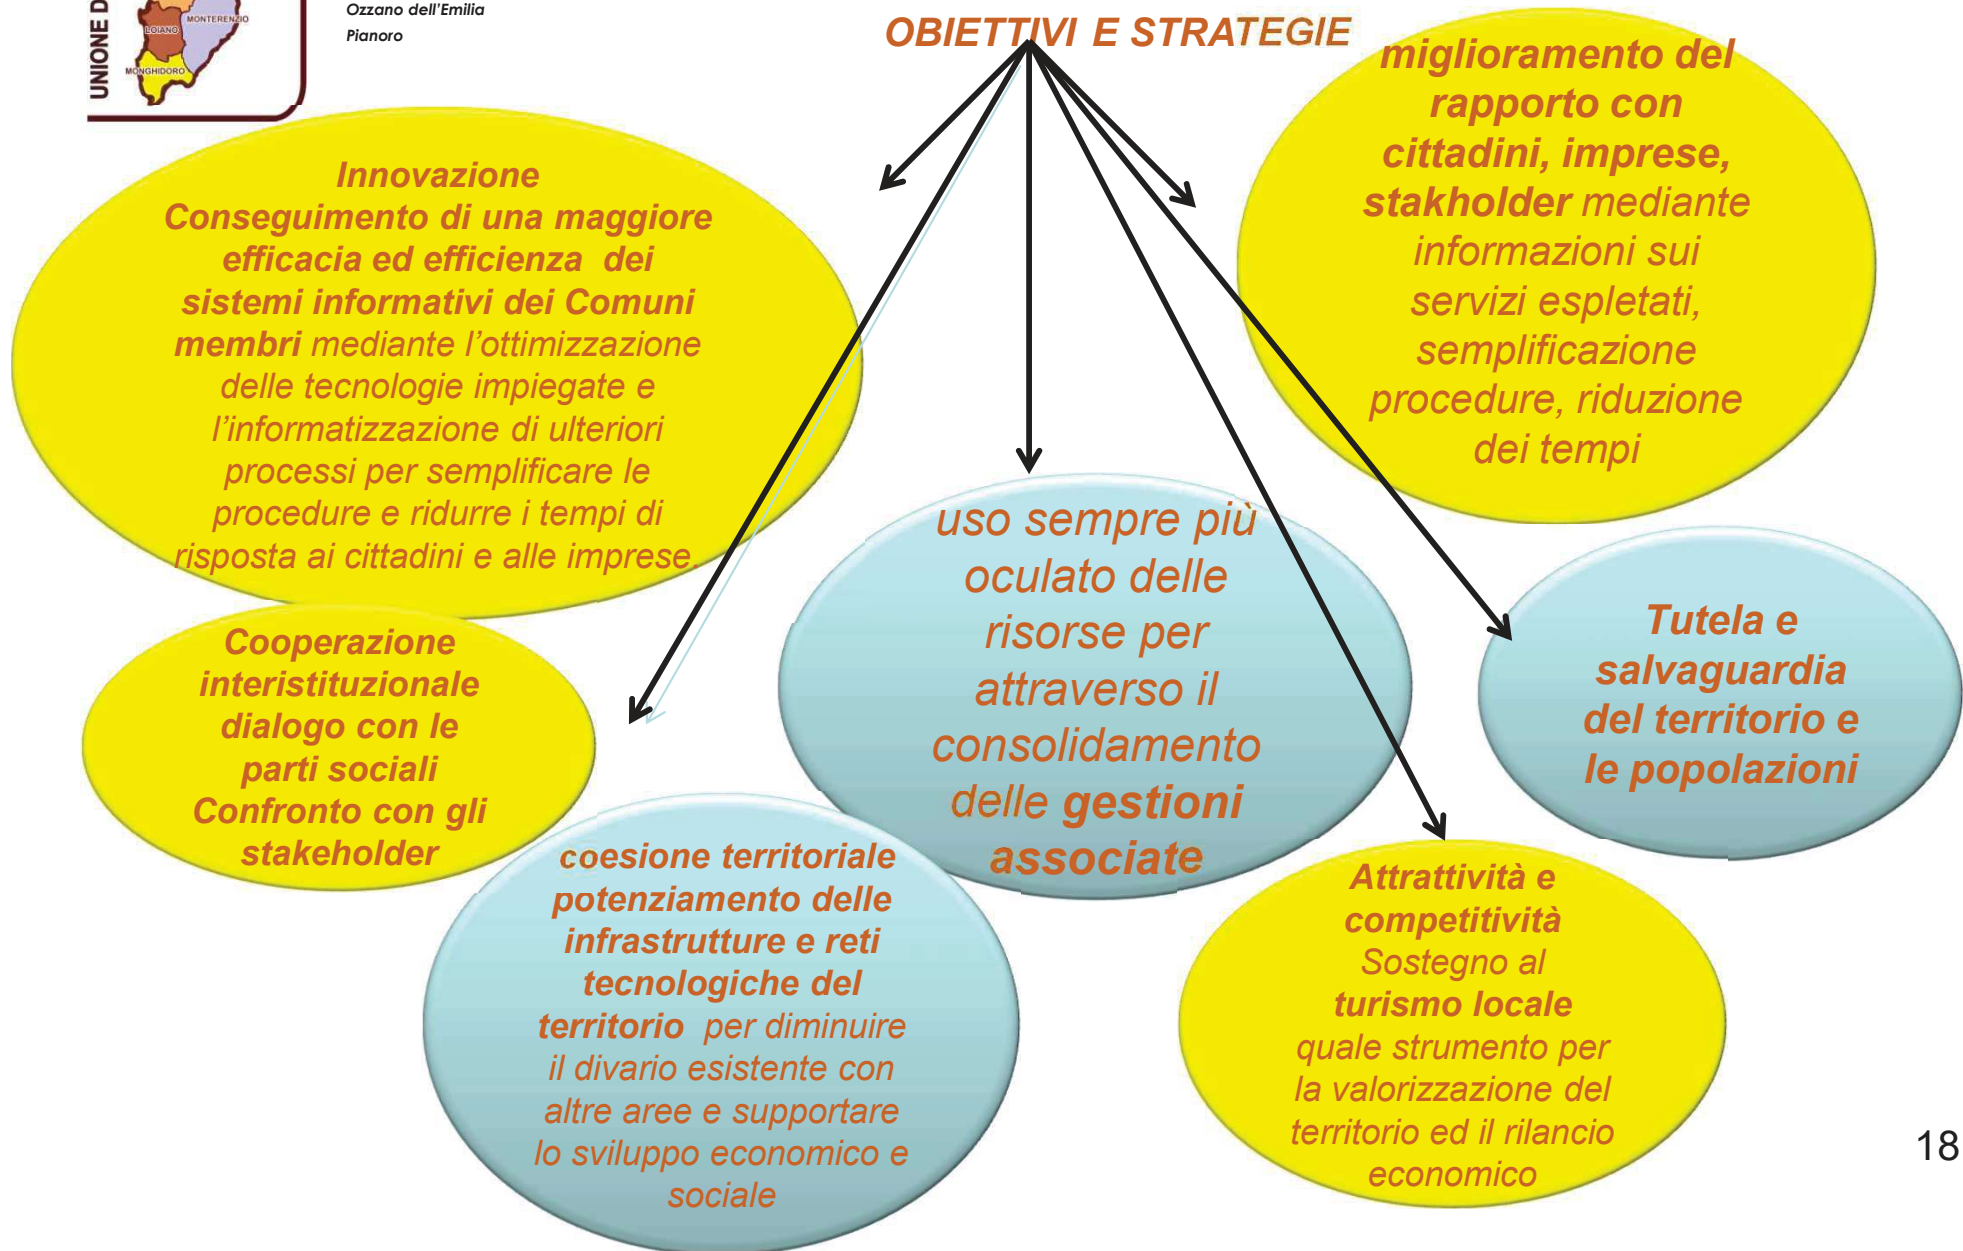 UNIONE D
MONTERENZIO
LOIANO
MONGHIDORO
Ozzano dell'Emilia
Pianoro
OBIETTIVI E STRATEGIE
Innovazione
Conseguimento di una maggiore
efficacia ed efficienza dei
sistemi informativi dei Comuni
membri mediante l'ottimizzazione
delle tecnologie impiegate e
l'informatizzazione di ulteriori
processi per semplificare le
procedure e ridurre i tempi di
risposta ai cittadini e alle imprese.
miglioramento del
rapporto con
cittadini, imprese,
stakholder mediante
informazioni sui
servizi espletati,
semplificazione
procedure, riduzione
dei tempi
Cooperazione
interistituzionale
dialogo con le
parti sociali
Confronto con gli
stakeholder
uso sempre più
oculato delle
risorse per
attraverso il
consolidamento
delle gestioni
associate
Tutela e
salvaguardia
del territorio e
le popolazioni
coesione territoriale
potenziamento delle
infrastrutture e reti
tecnologiche del
territorio per diminuire
il divario esistente con
altre aree e supportare
lo sviluppo economico e
sociale
Attrattività e
competitività
Sostegno al
turismo locale
quale strumento per
la valorizzazione del
territorio ed il rilancio
economico
18